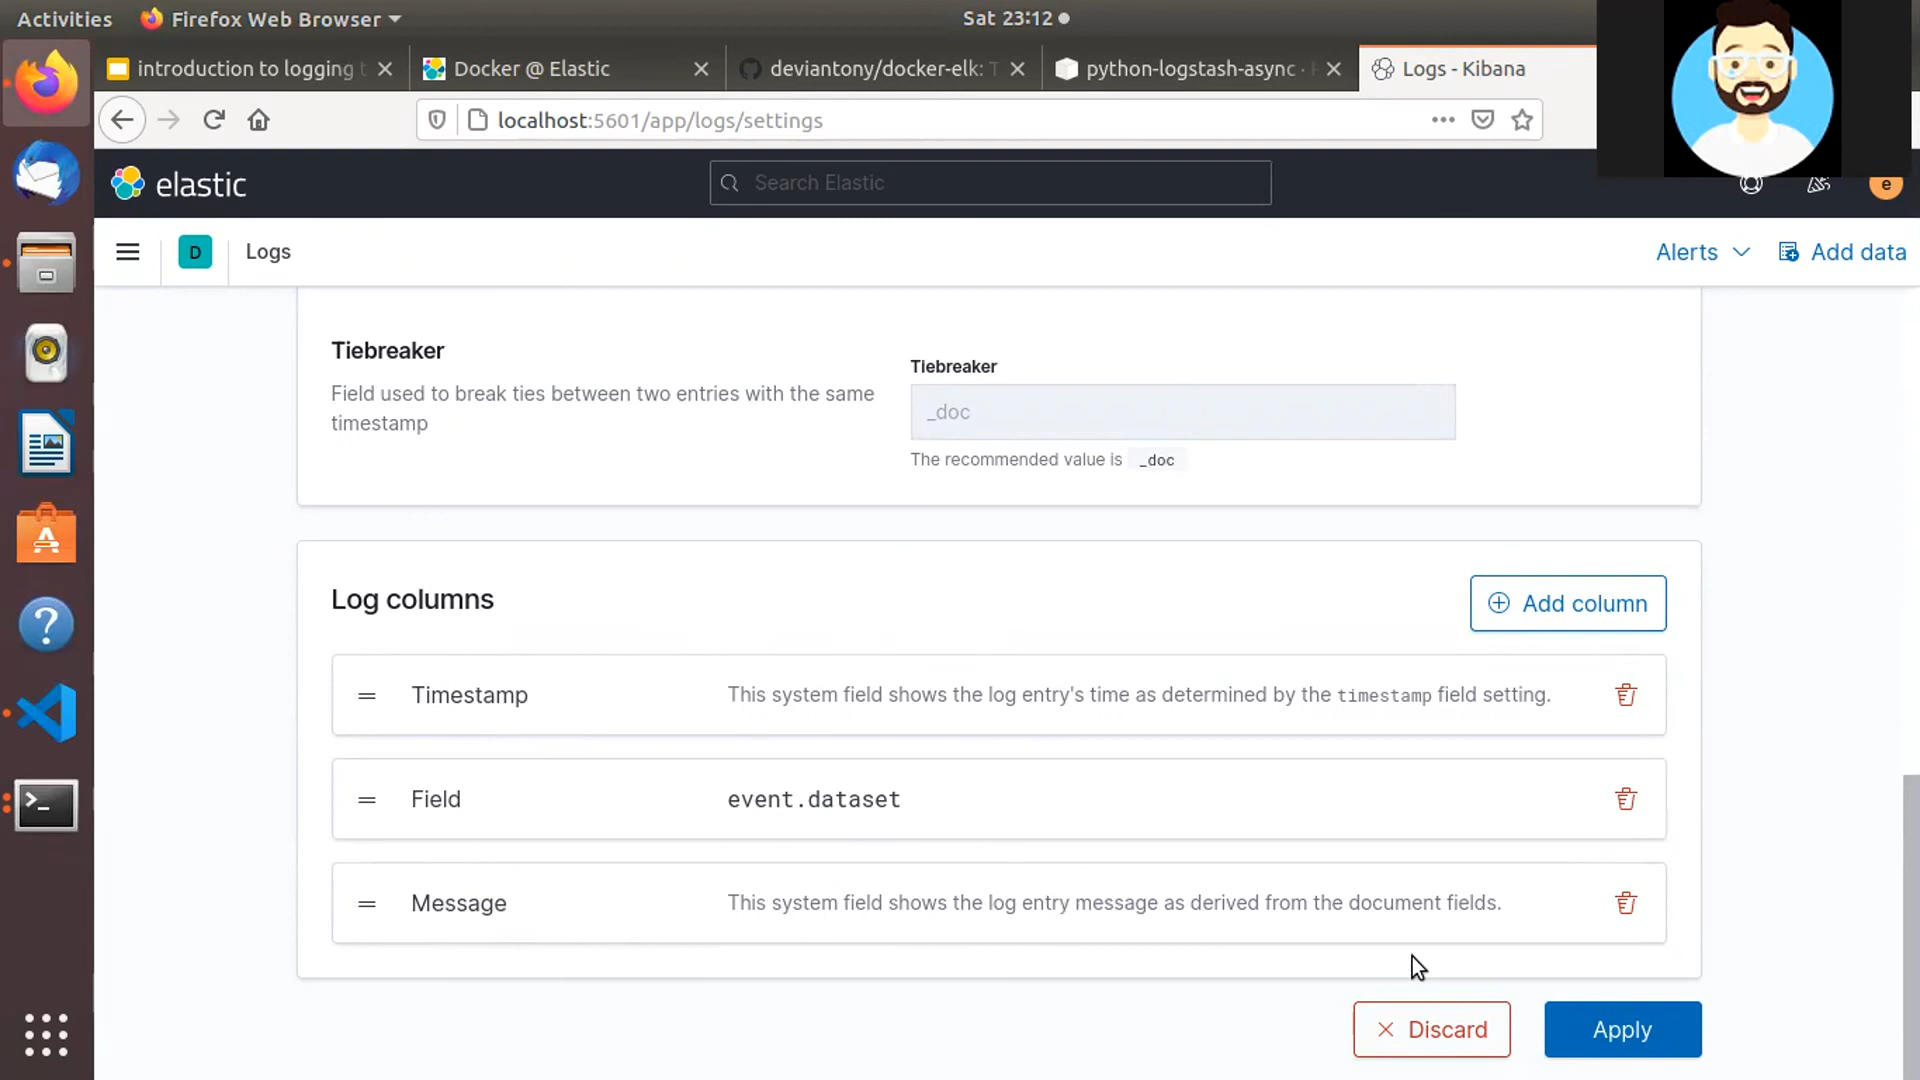 Activities
Firefox Web Browser
Sat 23:12
introduction to logging t
Docker @ Elastic
deviantony/docker-elk: T
python-logstash-async ·
Logs - Kibana
localhost:5601/app/logs/settings
elastic
Search Elastic
e
D
Logs
Alerts
Add data
Tiebreaker
Field used to break ties between two entries with the same
timestamp
Tiebreaker
_doc
The recommended value is _doc
Log columns
Add column
Timestamp
This system field shows the log entry's time as determined by the timestamp field setting.
Field
event.dataset
Message
This system field shows the log entry message as derived from the document fields.
Discard
Apply